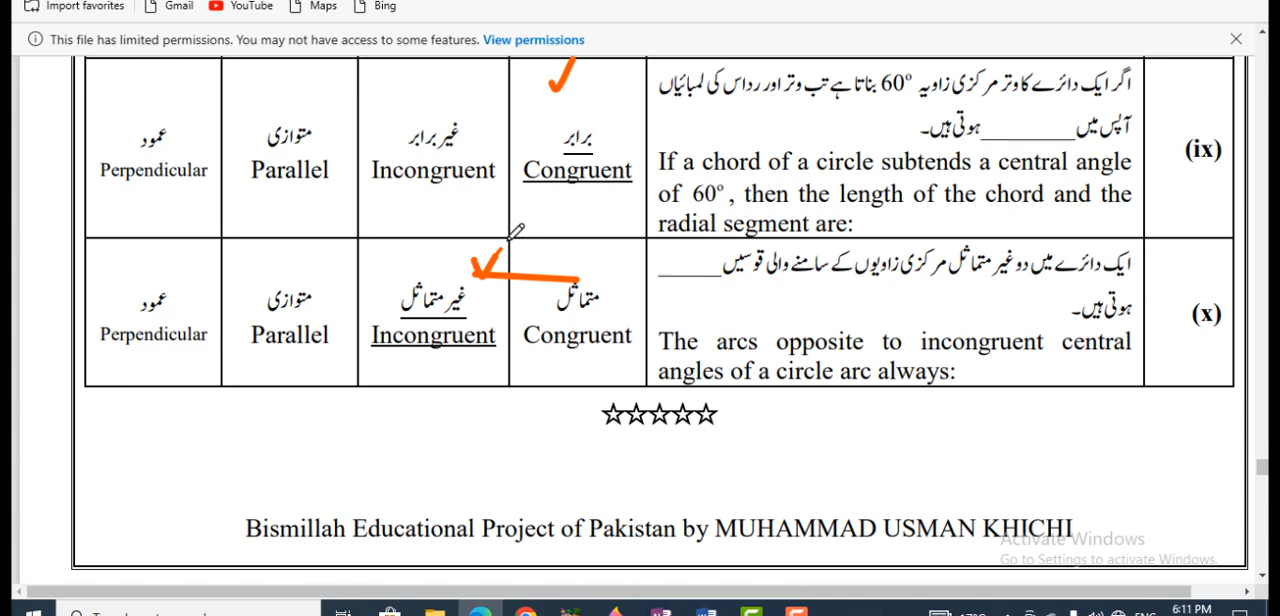 Import favorites Gmail YouTube Maps Bing
This file has limited permissions. You may not have access to some features. View permissions
اگر ایک دائرے کا وتر مرکزی زاویہ 60° بناتا ہے تب وتر اور رداس کی لمبائیاں
آپس میں __________ ہوتی ہیں۔
If a chord of a circle subtends a central angle
of 60°, then the length of the chord and the
radial segment are:
(ix)
برابر
Congruent
غیر برابر
Incongruent
متوازی
Parallel
عمود
Perpendicular
ایک دائرے میں دو غیر متماثل مرکزی زاویوں کے سامنے والی قوسیں ______
ہوتی ہیں۔
The arcs opposite to incongruent central
angles of a circle arc always:
(x)
متماثل
Congruent
غیر متماثل
Incongruent
متوازی
Parallel
عمود
Perpendicular
☆☆☆☆☆
Bismillah Educational Project of Pakistan by MUHAMMAD USMAN KHICHI
Activate Windows
Go to Settings to activate Windows.
ENG
6:11 PM